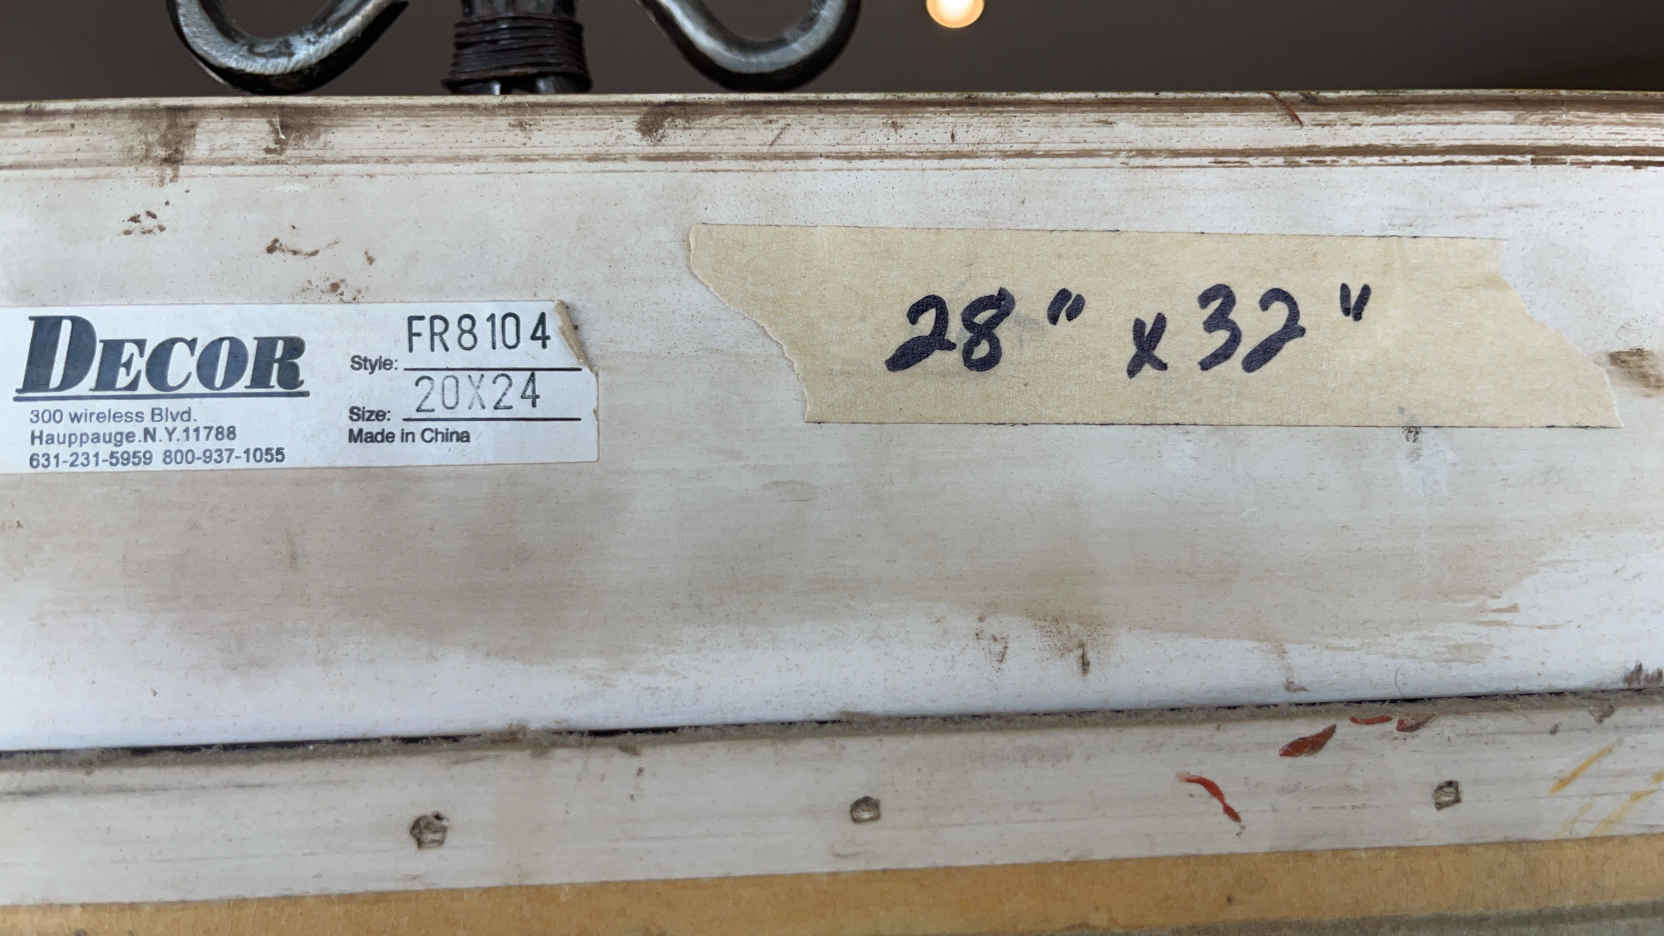 DECOR
300 wireless Blvd.
Hauppauge.N.Y.11788
631-231-5959 800-937-1055
Style: FR8104
Size: 20X24
Made in China
28" x 32"